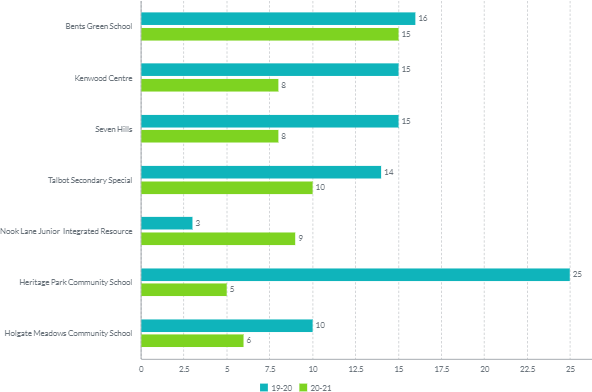 Bents Green School
16
15
Kenwood Centre
15
8
Seven Hills
15
8
Talbot Secondary Special
14
10
Nook Lane Junior Integrated Resource
3
9
Heritage Park Community School
25
5
Holgate Meadows Community School
10
6
0 2.5 5 7.5 10 12.5 15 17.5 20 22.5 25
19-20 20-21